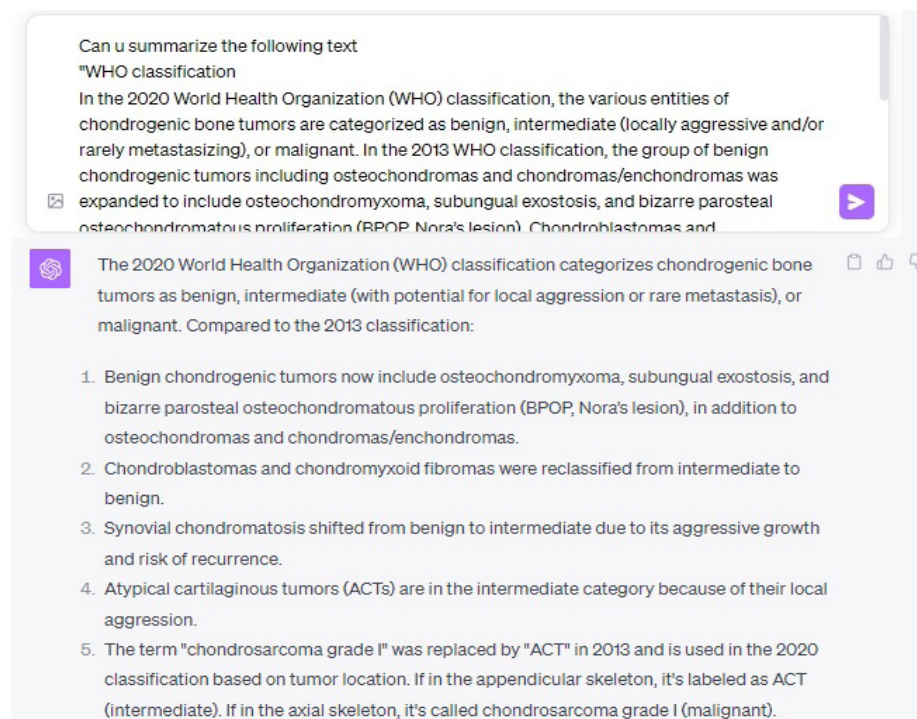 Can u summarize the following text
"WHO classification
In the 2020 World Health Organization (WHO) classification, the various entities of
chondrogenic bone tumors are categorized as benign, intermediate (locally aggressive and/or
rarely metastasizing), or malignant. In the 2013 WHO classification, the group of benign
chondrogenic tumors including osteochondromas and chondromas/enchondromas was
expanded to include osteochondromyxoma, subungual exostosis, and bizarre parosteal
osteochondromatous proliferation (BPOP, Nora's lesion). Chondroblastomas and
The 2020 World Health Organization (WHO) classification categorizes chondrogenic bone
tumors as benign, intermediate (with potential for local aggression or rare metastasis), or
malignant. Compared to the 2013 classification:
1. Benign chondrogenic tumors now include osteochondromyxoma, subungual exostosis, and
bizarre parosteal osteochondromatous proliferation (BPOP, Nora's lesion), in addition to
osteochondromas and chondromas/enchondromas.
2. Chondroblastomas and chondromyxoid fibromas were reclassified from intermediate to
benign.
3. Synovial chondromatosis shifted from benign to intermediate due to its aggressive growth
and risk of recurrence.
4. Atypical cartilaginous tumors (ACTs) are in the intermediate category because of their local
aggression.
5. The term "chondrosarcoma grade I" was replaced by "ACT" in 2013 and is used in the 2020
classification based on tumor location. If in the appendicular skeleton, it's labeled as ACT
(intermediate). If in the axial skeleton, it's called chondrosarcoma grade I (malignant).